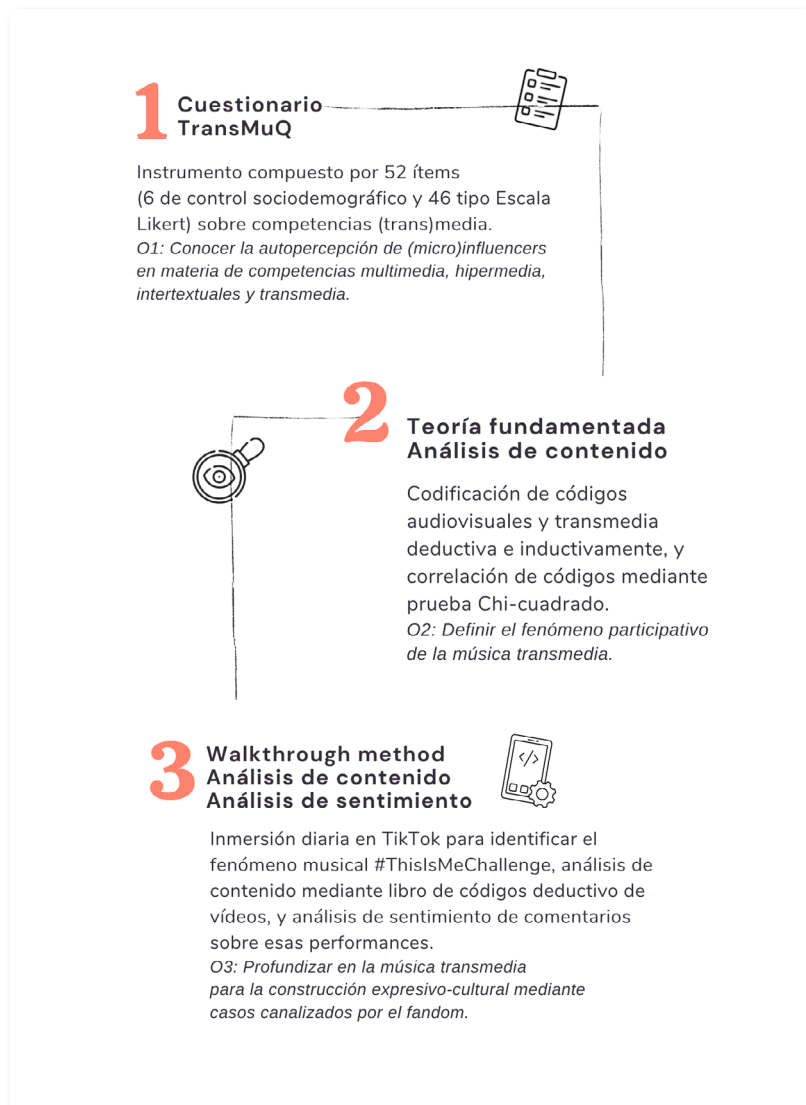 1 Cuestionario
TransMuQ
Instrumento compuesto por 52 ítems
(6 de control sociodemográfico y 46 tipo Escala
Likert) sobre competencias (trans)media.
O1: Conocer la autopercepción de (micro)influencers
en materia de competencias multimedia, hipermedia,
intertextuales y transmedia.
2
Teoría fundamentada
Análisis de contenido
Codificación de códigos
audiovisuales y transmedia
deductiva e inductivamente, y
correlación de códigos mediante
prueba Chi-cuadrado.
O2: Definir el fenómeno participativo
de la música transmedia.
3 Walkthrough method
Análisis de contenido
Análisis de sentimiento
Inmersión diaria en TikTok para identificar el
fenómeno musical #ThisIsMeChallenge, análisis de
contenido mediante libro de códigos deductivo de
vídeos, y análisis de sentimiento de comentarios
sobre esas performances.
O3: Profundizar en la música transmedia
para la construcción expresivo-cultural mediante
casos canalizados por el fandom.